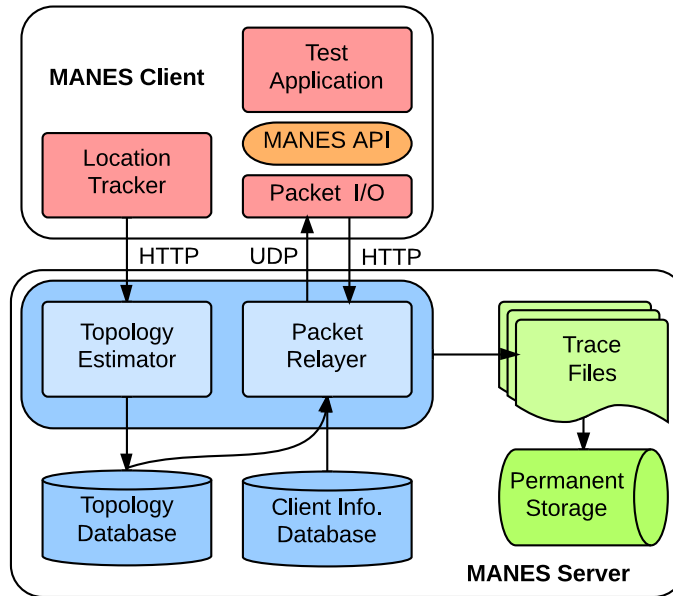 MANES Client
Test
Application
MANES API
Location
Tracker
Packet I/O
HTTP
UDP
HTTP
Topology
Estimator
Packet
Relayer
Trace
Files
Topology
Database
Client Info.
Database
Permanent
Storage
MANES Server